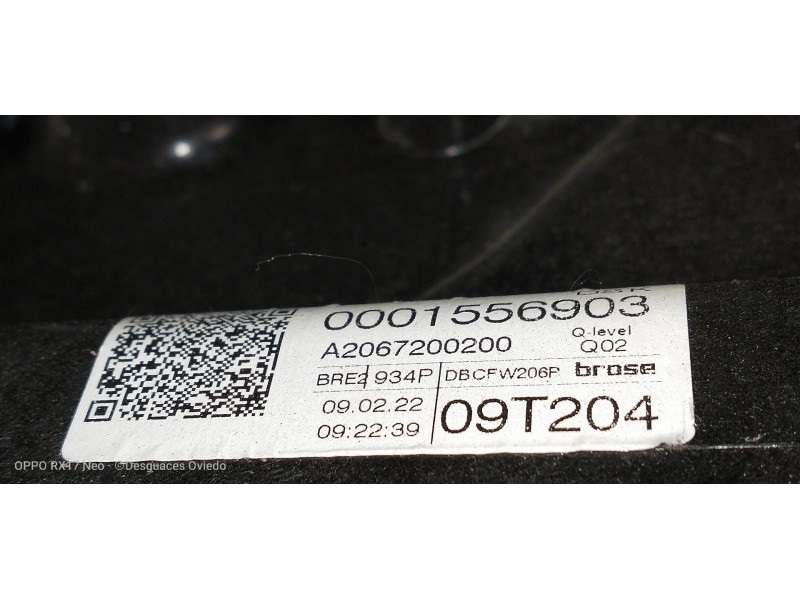 DSK
0001556903
A2067200200
Q-level
Q02
BRE2 934P DBCFW206P brose
09.02.22
09:22:39
09T204
OPPO RX17 Neo · ©Desguaces Oviedo